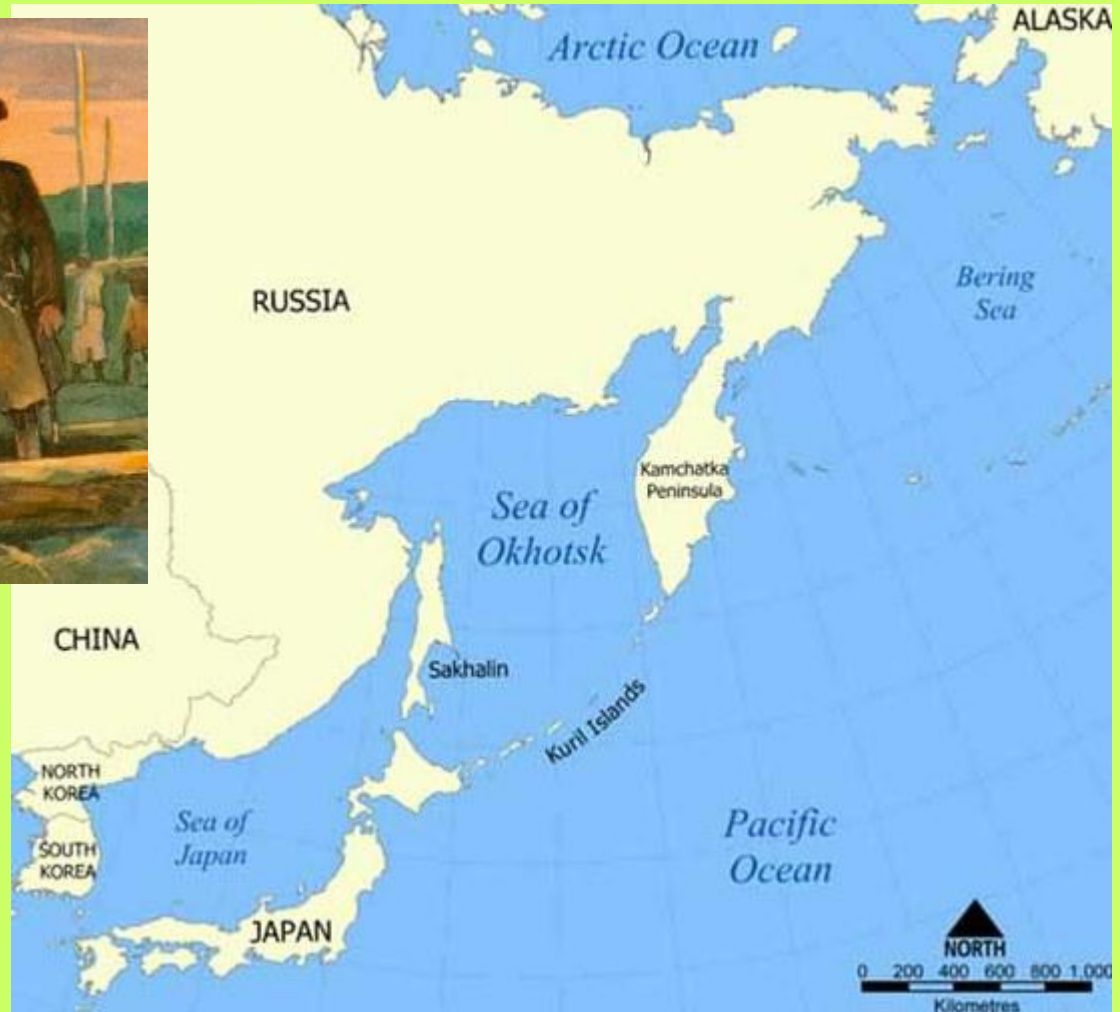 ALASKA
Arctic Ocean
RUSSIA
Bering
Sea
Kamchatka
Peninsula
Sea of
Okhotsk
CHINA
Sakhalin
Kuril Islands
NORTH
KOREA
Sea of
Japan
SOUTH
KOREA
Pacific
Ocean
JAPAN
NORTH
0 200 400 600 800 1,000
Kilometres